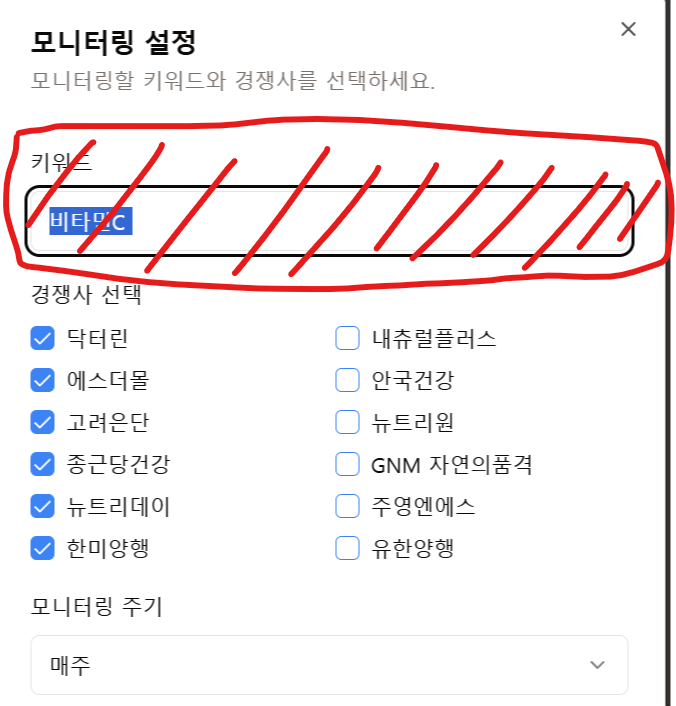 모니터링 설정
모니터링할 키워드와 경쟁사를 선택하세요.
키워드
비타민C
경쟁사 선택
닥터린
내츄럴플러스
에스더몰
안국건강
고려은단
뉴트리원
종근당건강
GNM 자연의품격
뉴트리데이
주영엔에스
한미양행
유한양행
모니터링 주기
매주